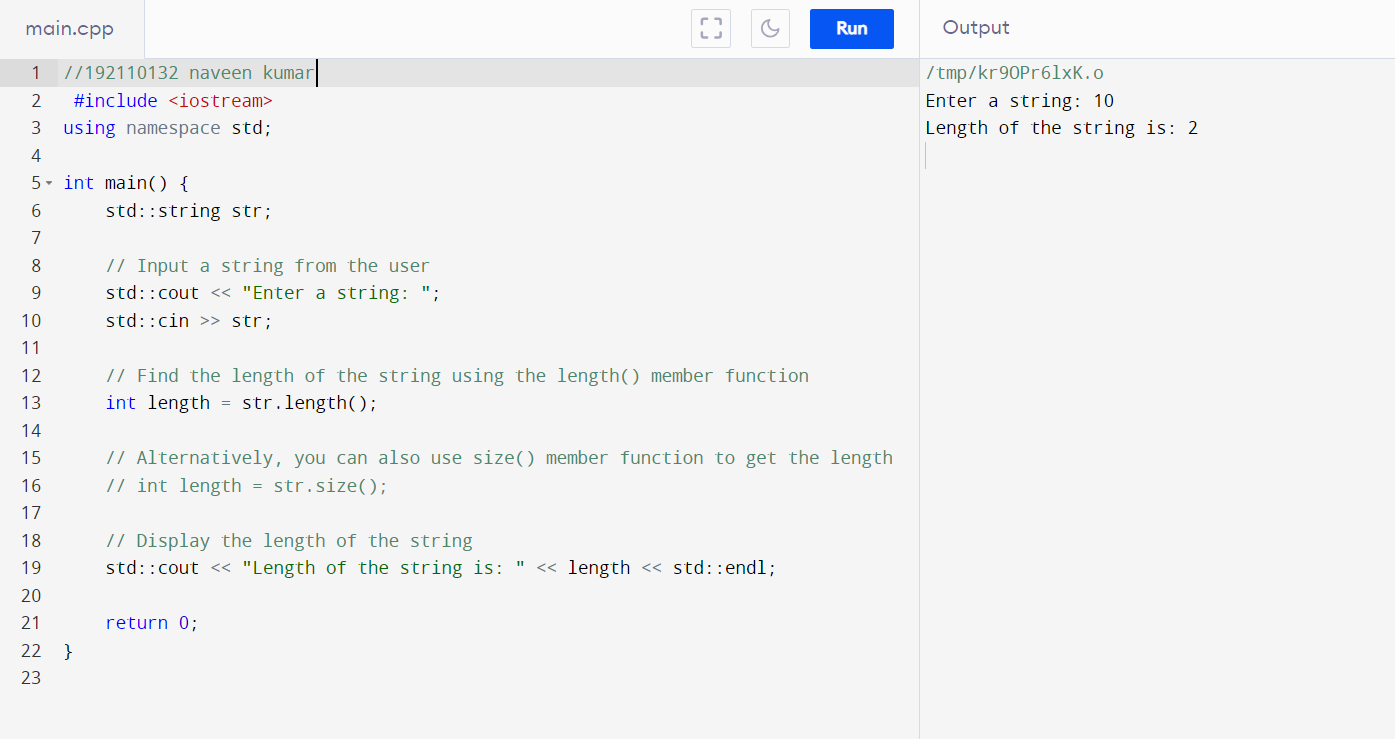 main.cpp
Run
Output
1 //192110132 naveen kumar
2 #include <iostream>
3 using namespace std;
4
5 int main() {
6     std::string str;
7
8     // Input a string from the user
9     std::cout << "Enter a string: ";
10     std::cin >> str;
11
12     // Find the length of the string using the length() member function
13     int length = str.length();
14
15     // Alternatively, you can also use size() member function to get the length
16     // int length = str.size();
17
18     // Display the length of the string
19     std::cout << "Length of the string is: " << length << std::endl;
20
21     return 0;
22 }
23
/tmp/kr9OPr6lxK.o
Enter a string: 10
Length of the string is: 2